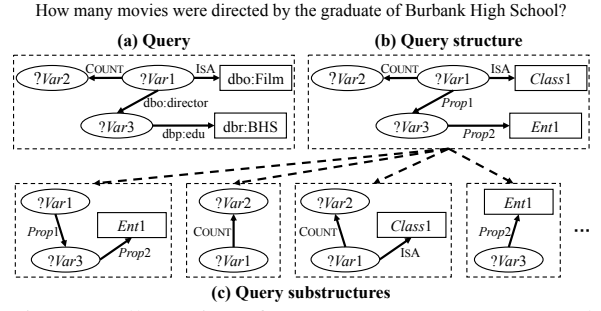 How many movies were directed by the graduate of Burbank High School?
(a) Query
(b) Query structure
?Var2 COUNT ?Var1 ISA dbo:Film
dbo:director
?Var3 dbp:edu dbr:BHS
?Var2 COUNT ?Var1 ISA Class1
Prop1
?Var3 Prop2 Ent1
?Var1
Prop1
Ent1
?Var3
Prop2
?Var2
COUNT
?Var1
?Var2
COUNT
Class1
?Var1
ISA
Ent1
Prop2
?Var3
...
(c) Query substructures